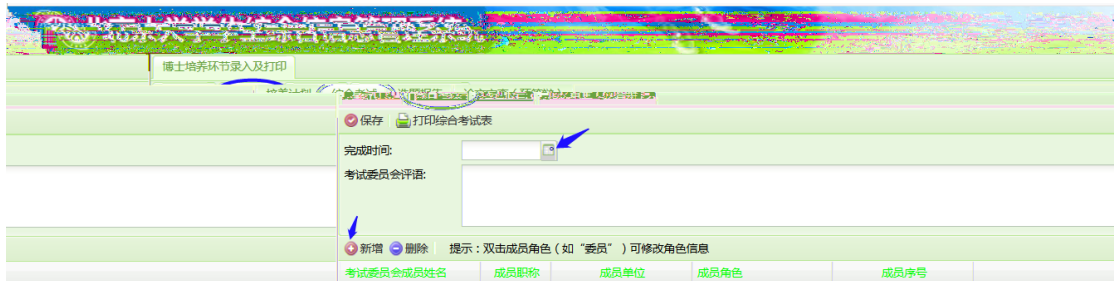 博士培养环节录入及打印
保存 打印综合考试表
完成时间:
考试委员会评语:
新增 删除 提示：双击成员角色（如“委员”）可修改角色信息
考试委员会成员姓名 成员职称 成员单位 成员角色 成员序号